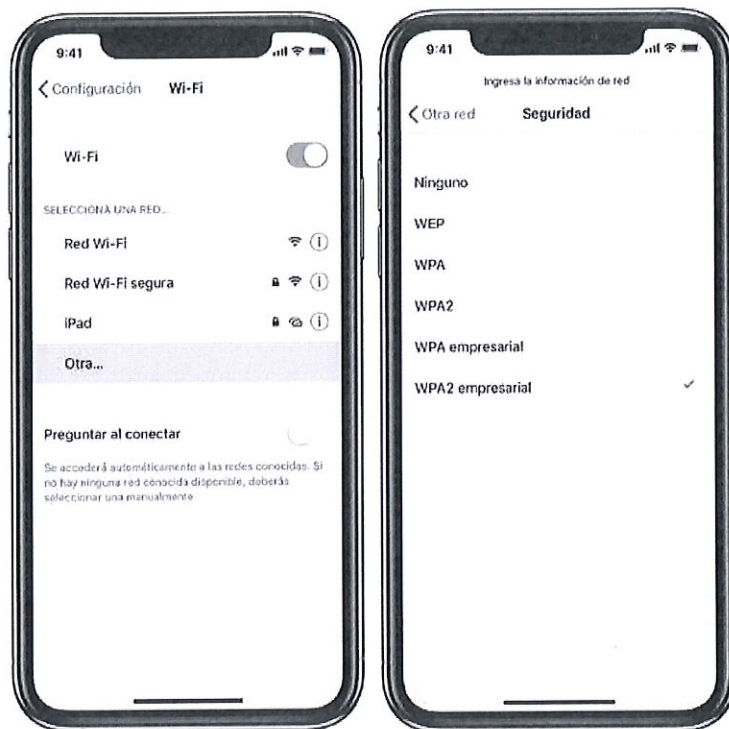 9:41
Configuración Wi-Fi
Wi-Fi
SELECCIONA UNA RED...
Red Wi-Fi
Red Wi-Fi segura
iPad
Otra...
Preguntar al conectar
Se accederá automáticamente a las redes conocidas. Si
no hay ninguna red conocida disponible, deberás
seleccionar una manualmente.
9:41
Ingresa la información de red
Otra red Seguridad
Ninguno
WEP
WPA
WPA2
WPA empresarial
WPA2 empresarial